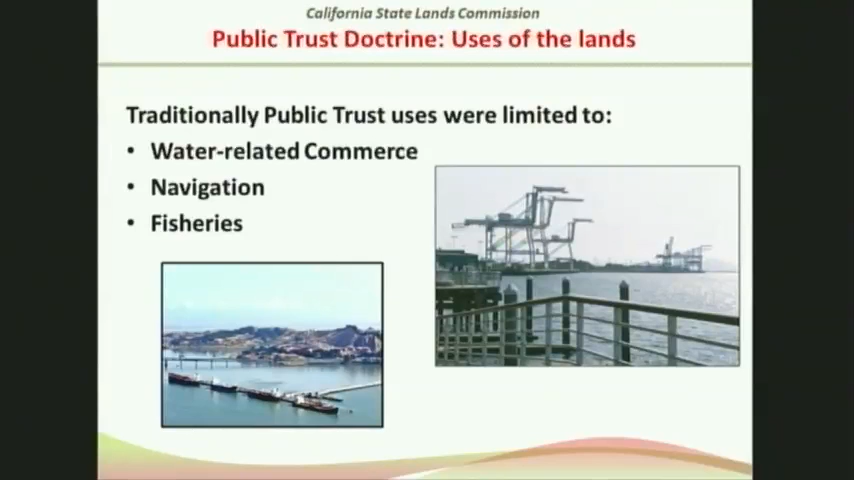 California State Lands Commission
Public Trust Doctrine: Uses of the lands
Traditionally Public Trust uses were limited to:
• Water-related Commerce
• Navigation
• Fisheries